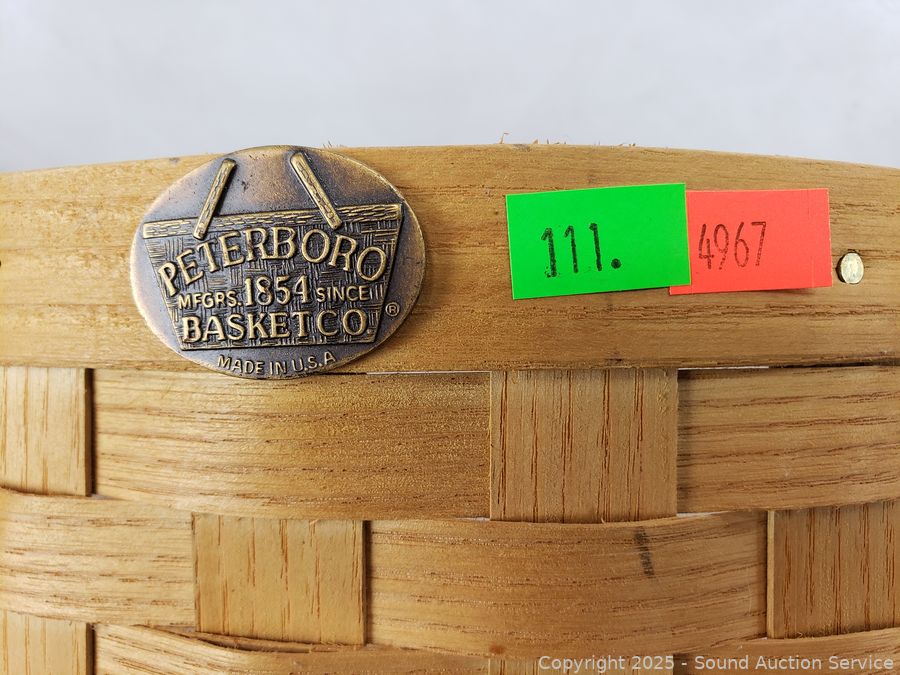 PETERBORO
MFGRS. 1854 SINCE
BASKET CO.
®
MADE IN U.S.A
111.
4967
Copyright 2025 - Sound Auction Service